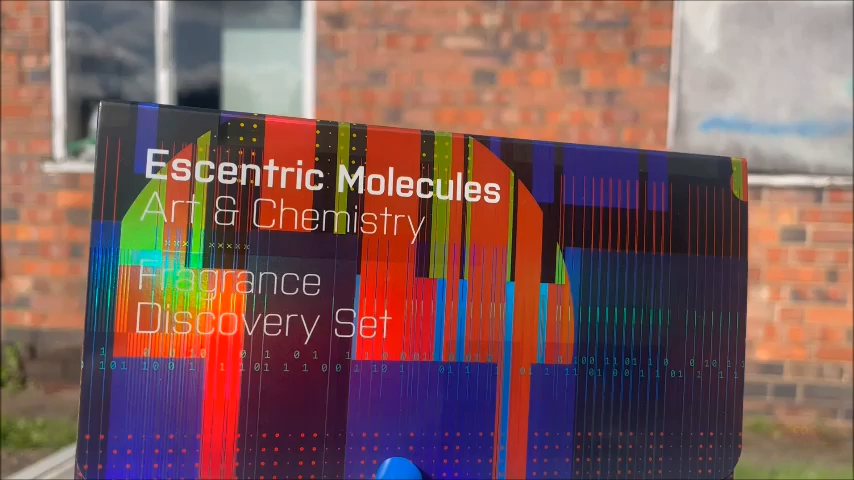 Escentric Molecules
Art & Chemistry
Fragrance
Discovery Set